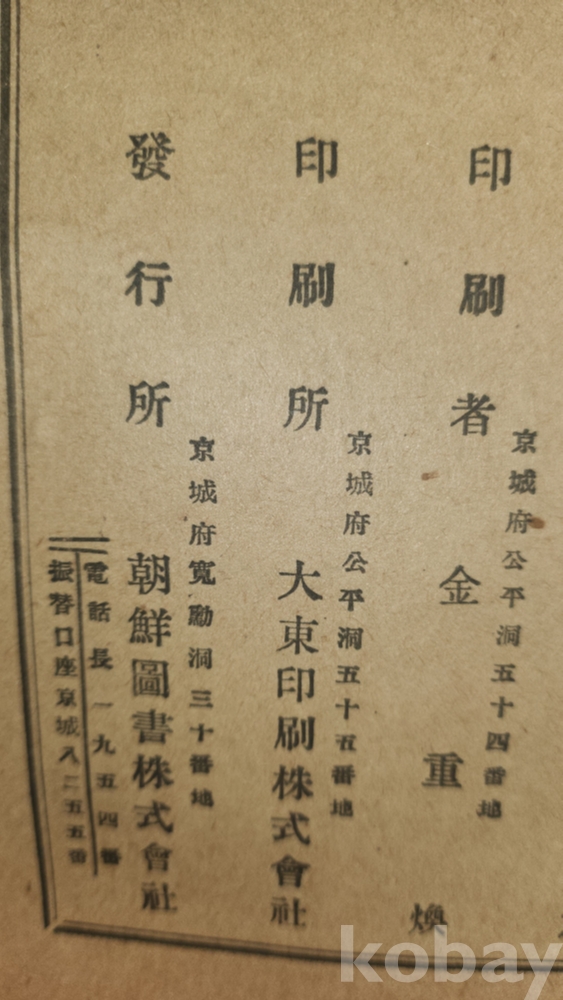 京城府公平洞五十四番地
印刷者 金重煥
京城府公平洞五十五番地
印刷所 大東印刷株式會社
京城府寬勳洞三十番地
發行所 朝鮮圖書株式會社
電話長一九五四番
振替口座京城八二五五番
kobay